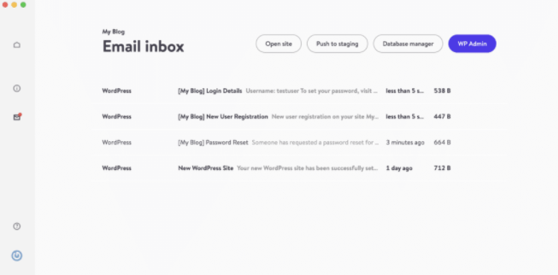 My Blog
Email inbox
Open site
Push to staging
Database manager
WP Admin
WordPress [My Blog] Login Details Username: testuser To set your password, visit ... less than 5 s... 538 B
WordPress [My Blog] New User Registration New user registration on your site My... less than 5 s... 447 B
WordPress [My Blog] Password Reset Someone has requested a password reset for ... 3 minutes ago 664 B
WordPress New WordPress Site Your new WordPress site has been successfully set... 1 day ago 712 B